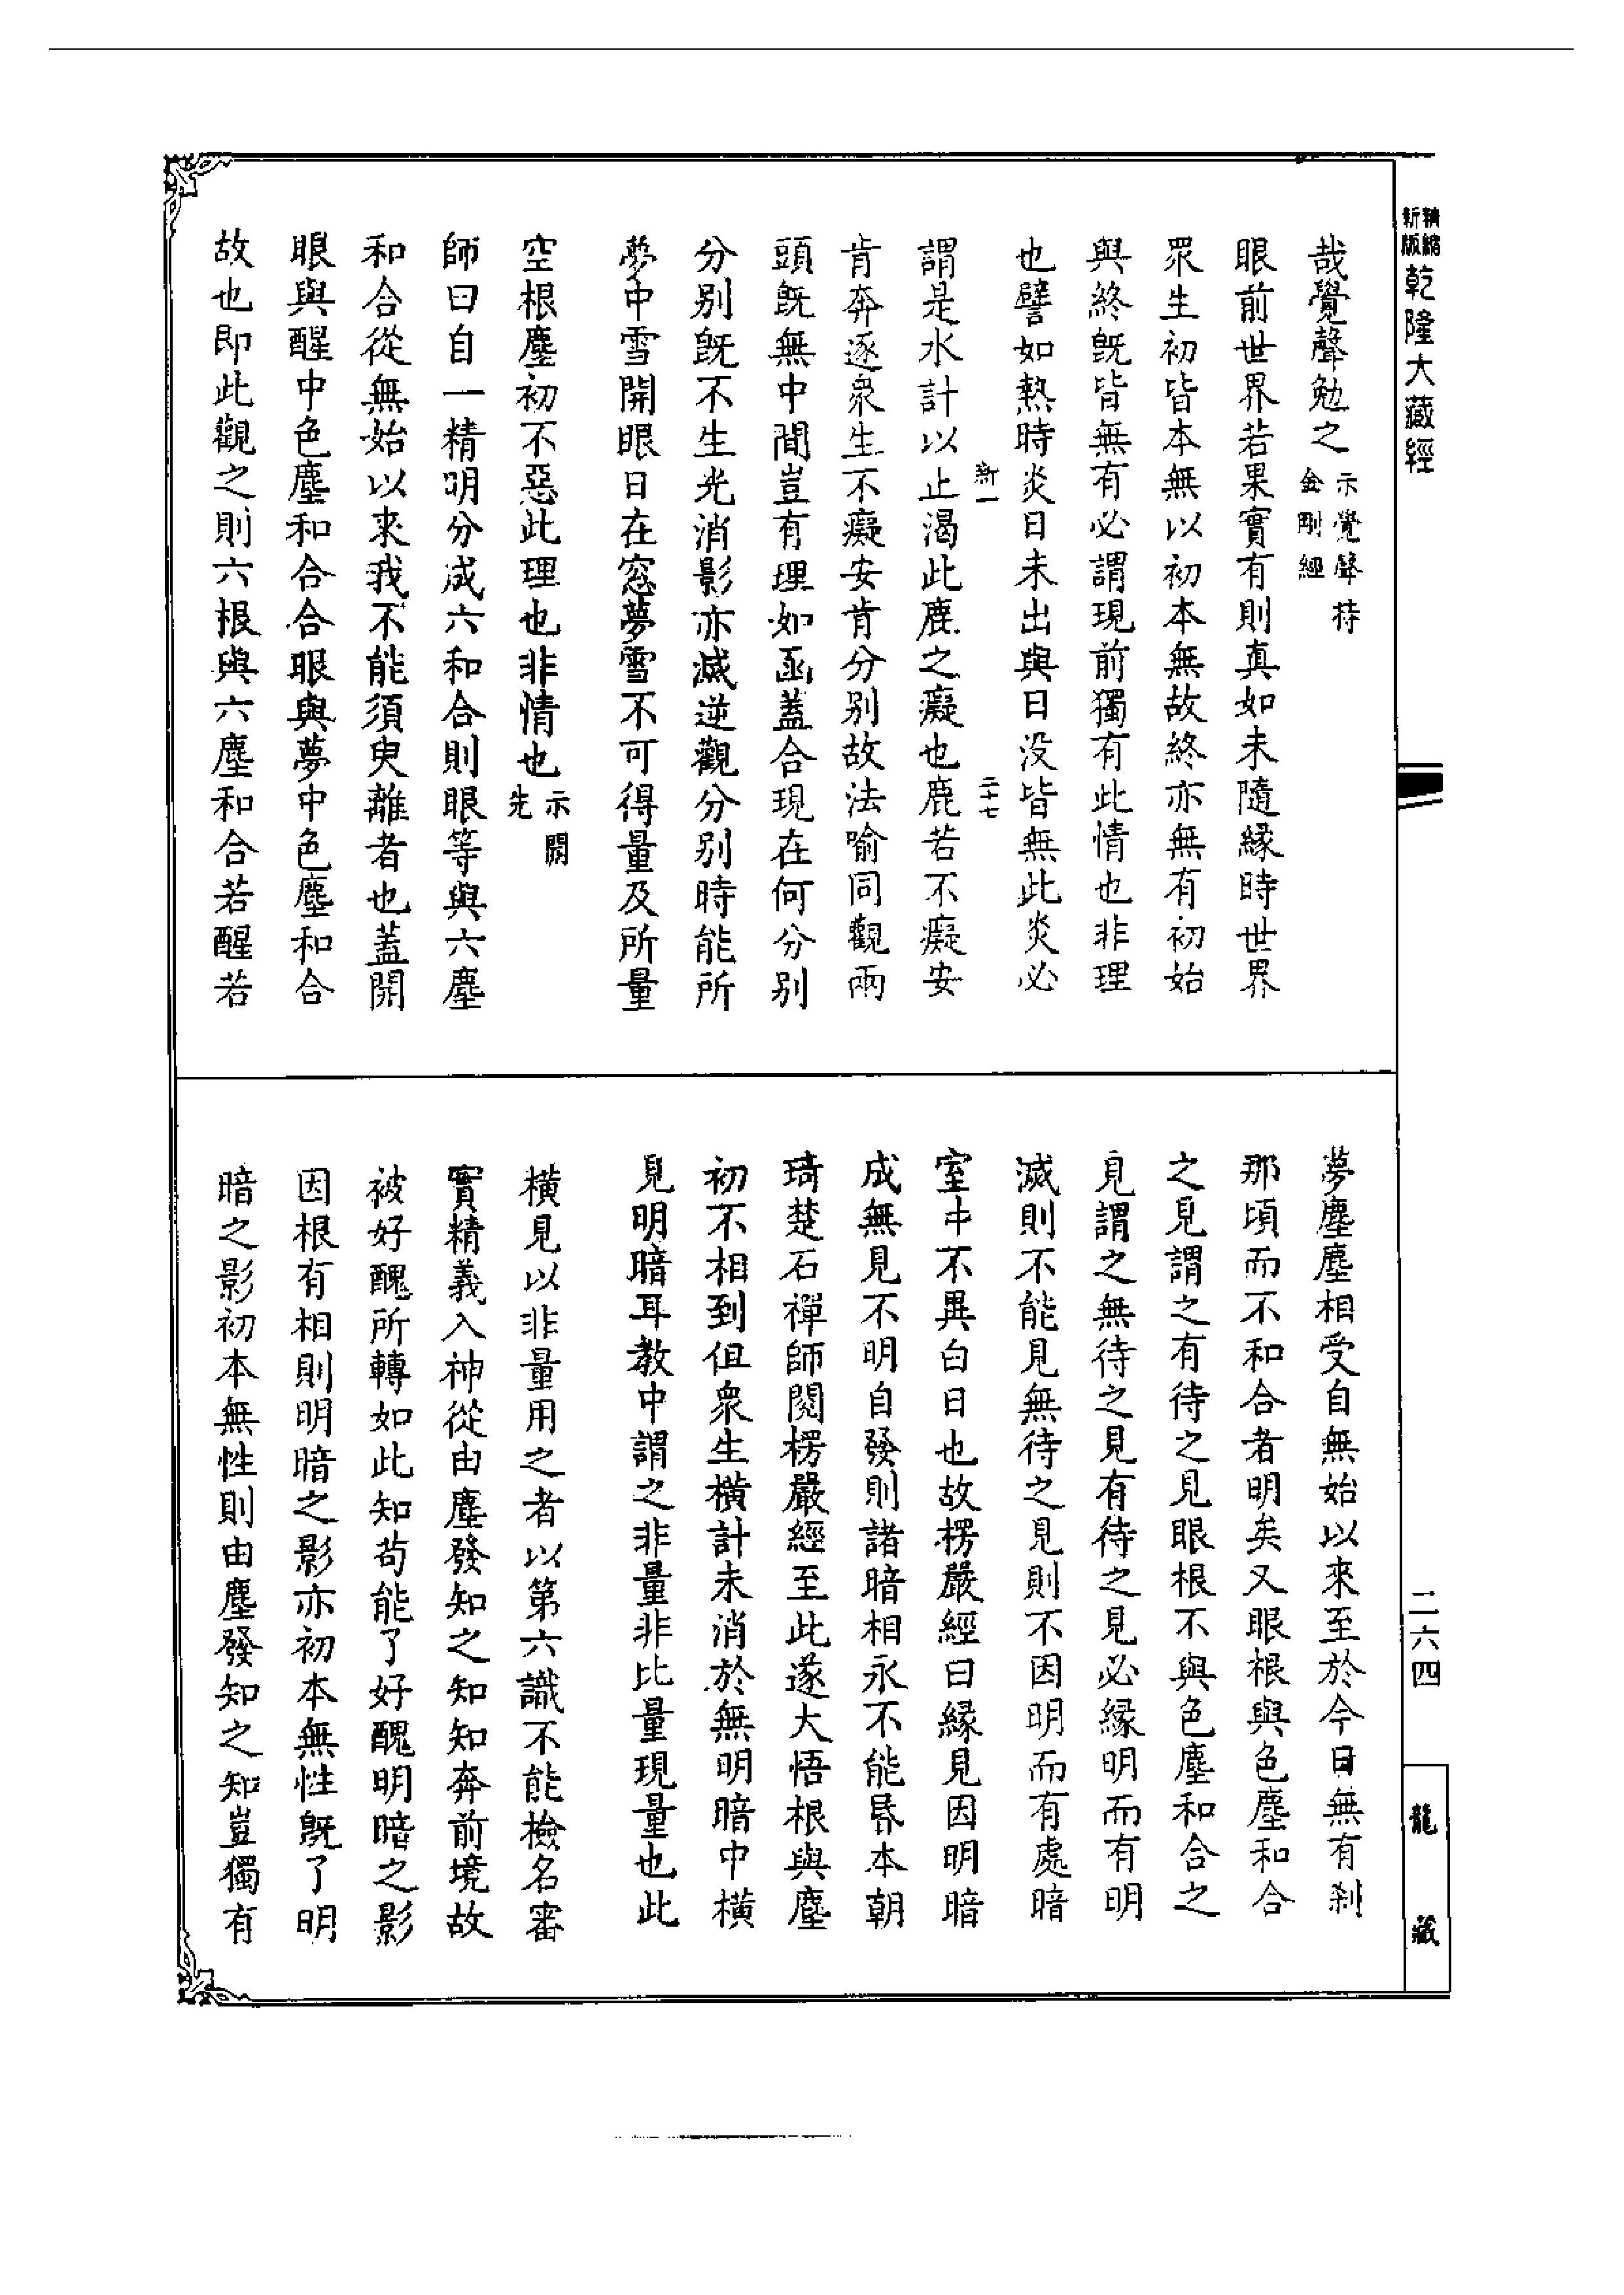 精縮
新版
乾隆大藏經
哉覺聲勉之
示覺聲持
金剛經
眼前世界若果實有則真如未隨緣時世界
眾生初皆本無以初本無故終亦無有初始
與終既皆無有必謂現前獨有此情也非理
也譬如熱時炎日未出與日没皆無此炎必
新一
二十七
謂是水計以止渴此鹿之癡也鹿若不癡安
肯奔逐衆生不癡安肯分別故法喻同觀兩
頭既無中間豈有理如函蓋合現在何分別
分別既不生光消影亦滅逆觀分別時能所
夢中雪開眼日在窓夢雪不可得量及所量
空根塵初不惡此理也非情也
示閼
先
師曰自一精明分成六和合則眼等與六塵
和合從無始以來我不能須臾離者也蓋開
眼與醒中色塵和合合眼與夢中色塵和合
故也即此觀之則六根與六塵和合若醒若
夢塵塵相受自無始以來至於今日無有刹
那頃而不和合者明矣又眼根與色塵和合
之見謂之有待之見眼根不與色塵和合之
見謂之無待之見有待之見必緣明而有明
滅則不能見無待之見則不因明而有處暗
室中不異白日也故楞嚴經曰緣見因明暗
成無見不明自發則諸暗相永不能昏本朝
琦楚石禪師閱楞嚴經至此遂大悟根與塵
初不相到但衆生橫計未消於無明暗中橫
見明暗耳教中謂之非量非比量現量也此
橫見以非量用之者以第六識不能檢名審
實精義入神從由塵發知之知知奔前境故
被好醜所轉如此知苟能了好醜明暗之影
因根有相則明暗之影亦初本無性既了明
暗之影初本無性則由塵發知之知豈獨有
二六四
龍藏